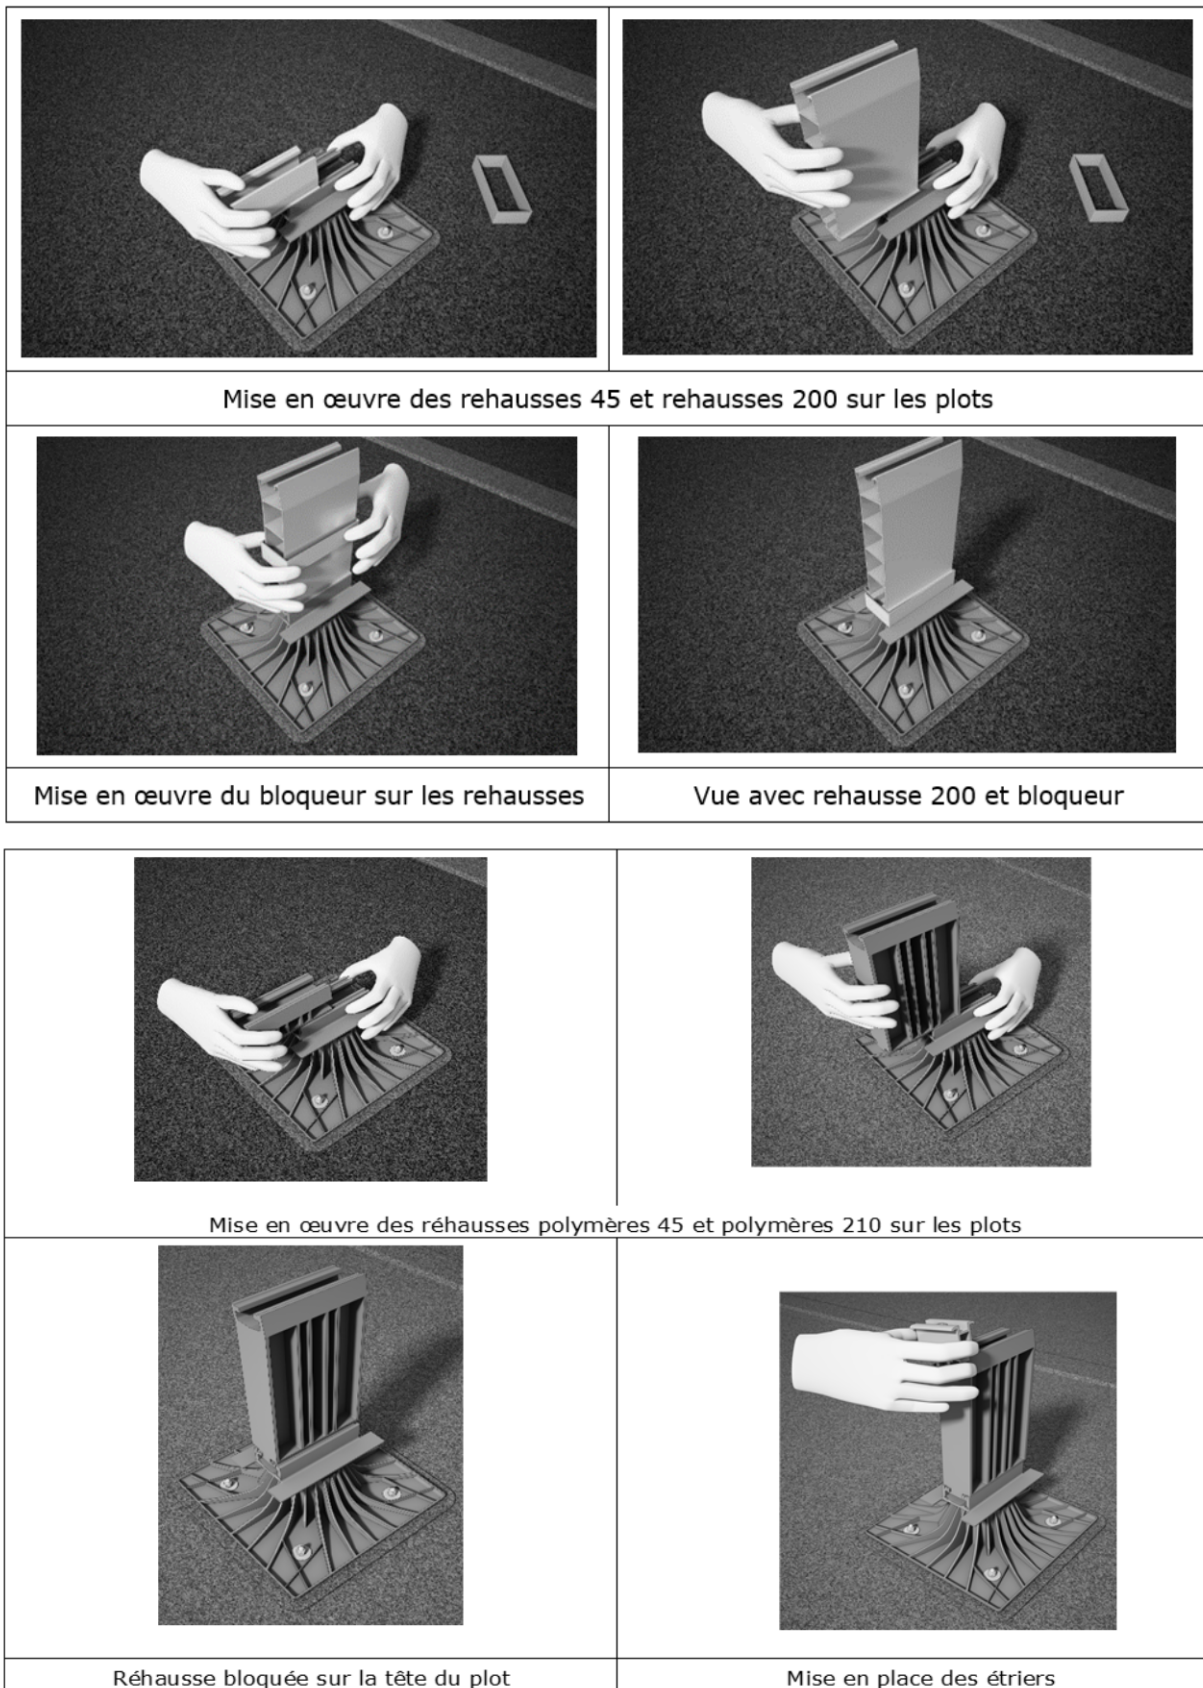 Mise en œuvre des rehausses 45 et rehausses 200 sur les plots
Mise en œuvre du bloqueur sur les rehausses
Vue avec rehausse 200 et bloqueur
Mise en œuvre des réhausses polymères 45 et polymères 210 sur les plots
Réhausse bloquée sur la tête du plot
Mise en place des étriers